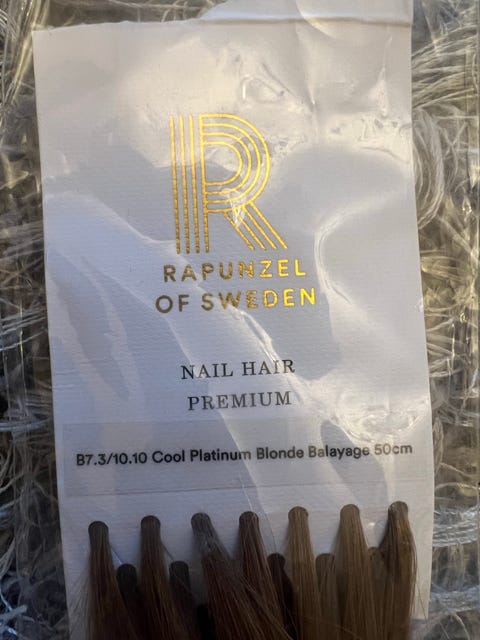 R
RAPUNZEL
OF SWEDEN
NAIL HAIR
PREMIUM
B7.3/10.10 Cool Platinum Blonde Balayage 50cm